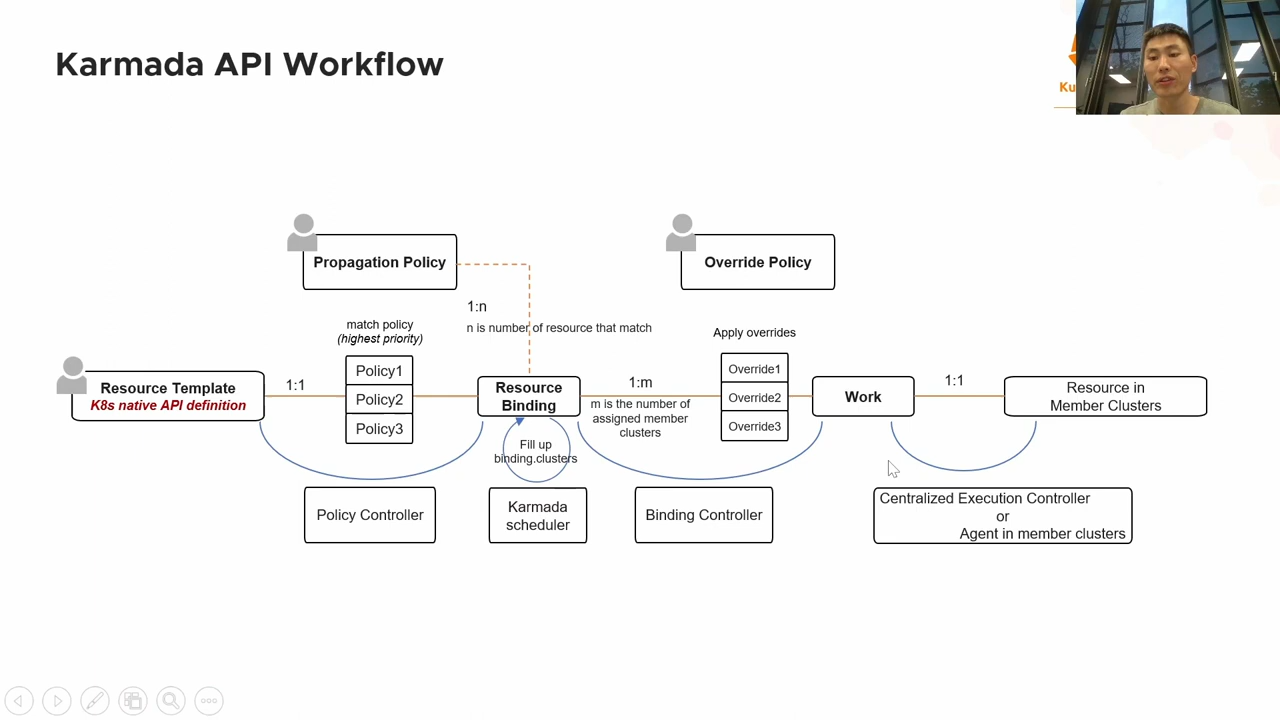 Karmada API Workflow
Ku
Propagation Policy
Override Policy
1:n
n is number of resource that match
match policy
(highest priority)
Apply overrides
Resource Template
K8s native API definition
1:1
Policy1
Policy2
Policy3
Resource
Binding
1:m
m is the number of
assigned member
clusters
Override1
Override2
Override3
Work
1:1
Resource in
Member Clusters
Fill up
binding.clusters
Policy Controller
Karmada
scheduler
Binding Controller
Centralized Execution Controller
or
Agent in member clusters